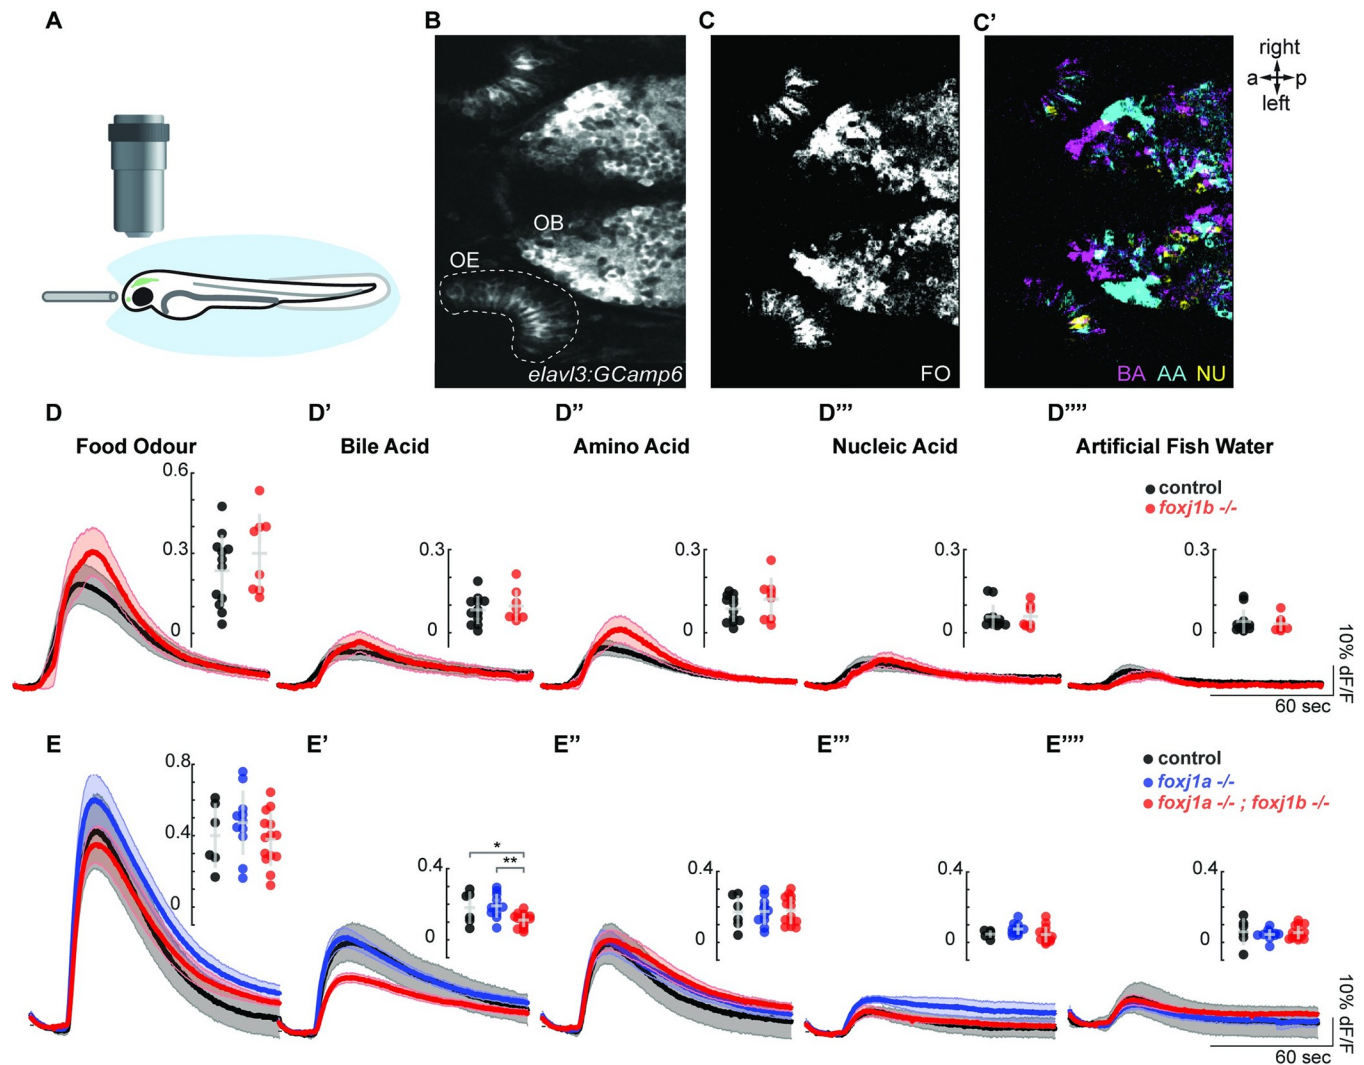 A
B
C
C’
right
a
p
left
OB
OE
elavl3:GCamp6
FO
BA AA NU
D
D’
D’’
D’’’
D’’’’
Food Odour
Bile Acid
Amino Acid
Nucleic Acid
Artificial Fish Water
0.6
0.3
0
0.3
0
0.3
0
0.3
0
0.3
0
control
foxj1b -/-
10% dF/F
60 sec
E
E’
E’’
E’’’
E’’’’
0.8
0.4
0
*
**
0.4
0
0.4
0
0.4
0
0.4
0
control
foxj1a -/-
foxj1a -/- ; foxj1b -/-
10% dF/F
60 sec